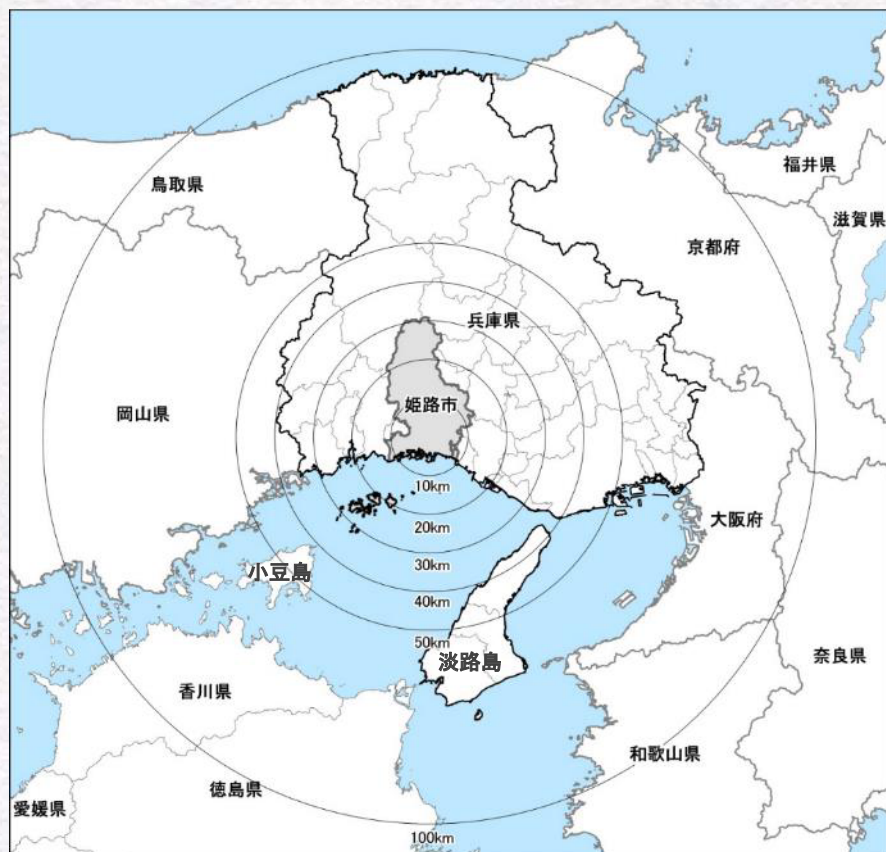 福井県
鳥取県
滋賀県
京都府
兵庫県
姫路市
岡山県
10km
大阪府
20km
30km
小豆島
40km
50km
淡路島
奈良県
香川県
和歌山県
徳島県
愛媛県
100km